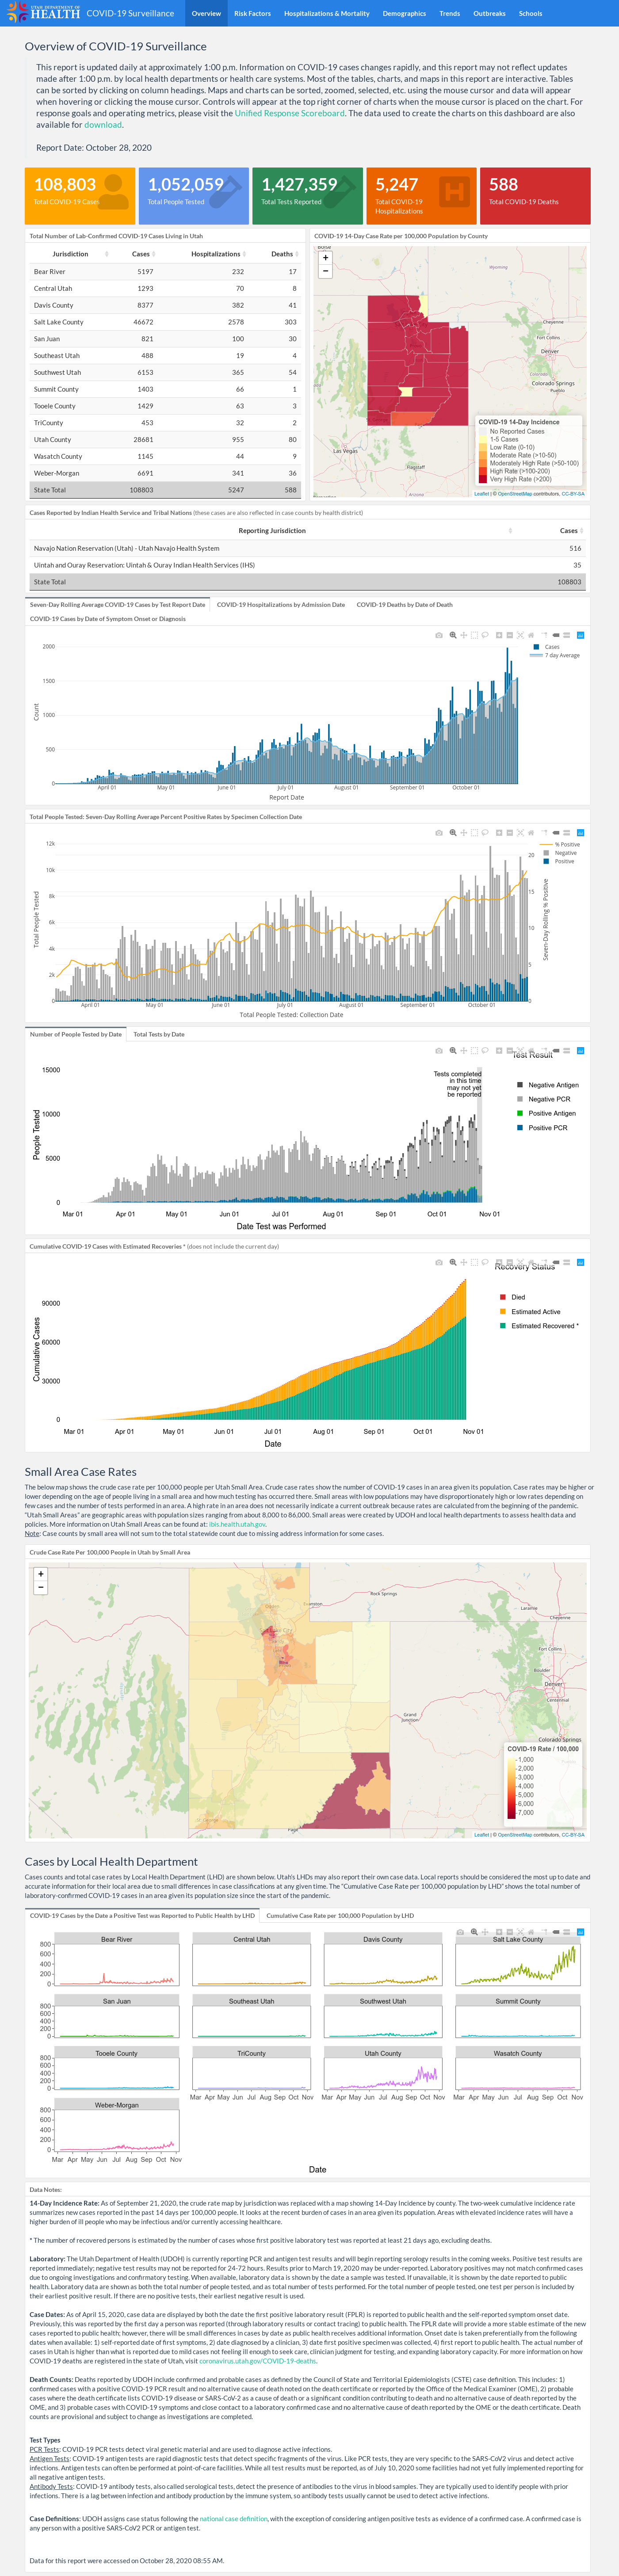 UTAH DEPARTMENT OF HEALTH COVID-19 Surveillance Overview Risk Factors Hospitalizations & Mortality Demographics Trends Outbreaks Schools
Overview of COVID-19 Surveillance
This report is updated daily at approximately 1:00 p.m. Information on COVID-19 cases changes rapidly, and this report may not reflect updates
made after 1:00 p.m. by local health departments or health care systems. Most of the tables, charts, and maps in this report are interactive. Tables
can be sorted by clicking on column headings. Maps and charts can be sorted, zoomed, selected, etc. using the mouse cursor and data will appear
when hovering or clicking the mouse cursor. Controls will appear at the top right corner of charts when the mouse cursor is placed on the chart. For
response goals and operating metrics, please visit the Unified Response Scoreboard. The data used to create the charts on this dashboard are also
available for download.
Report Date: October 28, 2020
108,803
Total COVID-19 Cases
1,052,059
Total People Tested
1,427,359
Total Tests Reported
5,247
Total COVID-19
Hospitalizations
588
Total COVID-19 Deaths
Total Number of Lab-Confirmed COVID-19 Cases Living in Utah
Jurisdiction Cases Hospitalizations Deaths
Bear River 5197 232 17
Central Utah 1293 70 8
Davis County 8377 382 41
Salt Lake County 46672 2578 303
San Juan 821 100 30
Southeast Utah 488 19 4
Southwest Utah 6153 365 54
Summit County 1403 66 1
Tooele County 1429 63 3
TriCounty 453 32 2
Utah County 28681 955 80
Wasatch County 1145 44 9
Weber-Morgan 6691 341 36
State Total 108803 5247 588
COVID-19 14-Day Case Rate per 100,000 Population by County
+
−
Boise
Wyoming
Cheyenne
Fort Collins
Denver
Colorado
Colorado Springs
Pueblo
Las Vegas
Flagstaff
Arizona
COVID-19 14-Day Incidence
No Reported Cases
1-5 Cases
Low Rate (0-10)
Moderate Rate (>10-50)
Moderately High Rate (>50-100)
High Rate (>100-200)
Very High Rate (>200)
Leaflet | © OpenStreetMap contributors, CC-BY-SA
Cases Reported by Indian Health Service and Tribal Nations (these cases are also reflected in case counts by health district)
Reporting Jurisdiction Cases
Navajo Nation Reservation (Utah) - Utah Navajo Health System 516
Uintah and Ouray Reservation: Uintah & Ouray Indian Health Services (IHS) 35
State Total 108803
Seven-Day Rolling Average COVID-19 Cases by Test Report Date COVID-19 Hospitalizations by Admission Date COVID-19 Deaths by Date of Death
COVID-19 Cases by Date of Symptom Onset or Diagnosis
Cases
7 day Average
2000
1500
1000
500
0
Count
April 01 May 01 June 01 July 01 August 01 September 01 October 01
Report Date
Total People Tested: Seven-Day Rolling Average Percent Positive Rates by Specimen Collection Date
% Positive
Negative
Positive
12k
10k
8k
6k
4k
2k
0
Total People Tested
20
15
10
5
0
Seven-Day Rolling % Positive
April 01 May 01 June 01 July 01 August 01 September 01 October 01
Total People Tested: Collection Date
Number of People Tested by Date Total Tests by Date
Test Result
Negative Antigen
Negative PCR
Positive Antigen
Positive PCR
Tests completed
in this time
may not yet
be reported
15000
10000
5000
0
People Tested
Mar 01 Apr 01 May 01 Jun 01 Jul 01 Aug 01 Sep 01 Oct 01 Nov 01
Date Test was Performed
Cumulative COVID-19 Cases with Estimated Recoveries * (does not include the current day)
Recovery Status
Died
Estimated Active
Estimated Recovered *
90000
60000
30000
0
Cumulative Cases
Mar 01 Apr 01 May 01 Jun 01 Jul 01 Aug 01 Sep 01 Oct 01 Nov 01
Date
Small Area Case Rates
The below map shows the crude case rate per 100,000 people per Utah Small Area. Crude case rates show the number of COVID-19 cases in an area given its population. Case rates may be higher or
lower depending on the age of people living in a small area and how much testing has occurred there. Small areas with low populations may have disproportionately high or low rates depending on
few cases and the number of tests performed in an area. A high rate in an area does not necessarily indicate a current outbreak because rates are calculated from the beginning of the pandemic.
"Utah Small Areas" are geographic areas with population sizes ranging from about 8,000 to 86,000. Small areas were created by UDOH and local health departments to assess health data and
policies. More information on Utah Small Areas can be found at: ibis.health.utah.gov.
Note: Case counts by small area will not sum to the total statewide count due to missing address information for some cases.
Crude Case Rate Per 100,000 People in Utah by Small Area
+
−
Rock Springs
Laramie
Cheyenne
Fort Collins
Boulder
Denver
Centennial
Grand Junction
Colorado Springs
Page
COVID-19 Rate / 100,000
1,000
2,000
3,000
4,000
5,000
6,000
7,000
Leaflet | © OpenStreetMap contributors, CC-BY-SA
Cases by Local Health Department
Cases counts and total case rates by Local Health Department (LHD) are shown below. Utah's LHDs may also report their own case data. Local reports should be considered the most up to date and
accurate information for their local area due to small differences in case classifications at any given time. The "Cumulative Case Rate per 100,000 population by LHD" shows the total number of
laboratory-confirmed COVID-19 cases in an area given its population size since the start of the pandemic.
COVID-19 Cases by the Date a Positive Test was Reported to Public Health by LHD Cumulative Case Rate per 100,000 Population by LHD
Bear River Central Utah Davis County Salt Lake County
800
600
400
200
0
San Juan Southeast Utah Southwest Utah Summit County
800
600
400
200
0
Tooele County TriCounty Utah County Wasatch County
800
600
400
200
0
Mar Apr May Jun Jul Aug Sep Oct Nov Mar Apr May Jun Jul Aug Sep Oct Nov Mar Apr May Jun Jul Aug Sep Oct Nov
Weber-Morgan
800
600
400
200
0
Mar Apr May Jun Jul Aug Sep Oct Nov
Date
Data Notes:
14-Day Incidence Rate: As of September 21, 2020, the crude rate map by jurisdiction was replaced with a map showing 14-Day Incidence by county. The two-week cumulative incidence rate
summarizes new cases reported in the past 14 days per 100,000 people. It looks at the recent burden of cases in an area given its population. Areas with elevated incidence rates will have a
higher burden of ill people who may be infectious and/or currently accessing healthcare.
* The number of recovered persons is estimated by the number of cases whose first positive laboratory test was reported at least 21 days ago, excluding deaths.
Laboratory: The Utah Department of Health (UDOH) is currently reporting PCR and antigen test results and will begin reporting serology results in the coming weeks. Positive test results are
reported immediately; negative test results may not be reported for 24-72 hours. Results prior to March 19, 2020 may be under-reported. Laboratory positives may not match confirmed cases
due to ongoing investigations and confirmatory testing. When available, laboratory data is shown by the date a sample was tested. If unavailable, it is shown by the date reported to public
health. Laboratory data are shown as both the total number of people tested, and as total number of tests performed. For the total number of people tested, one test per person is included by
their earliest positive result. If there are no positive tests, their earliest negative result is used.
Case Dates: As of April 15, 2020, case data are displayed by both the date the first positive laboratory result (FPLR) is reported to public health and the self-reported symptom onset date.
Previously, this was reported by the first day a person was reported (through laboratory results or contact tracing) to public health. The FPLR date will provide a more stable estimate of the new
cases reported to public health; however, there will be small differences in cases by date as public health receives additional information. Onset date is taken preferentially from the following
dates when available: 1) self-reported date of first symptoms, 2) date diagnosed by a clinician, 3) date first positive specimen was collected, 4) first report to public health. The actual number of
cases in Utah is higher than what is reported due to mild cases not feeling ill enough to seek care, clinician judgment for testing, and expanding laboratory capacity. For more information on how
COVID-19 deaths are registered in the state of Utah, visit coronavirus.utah.gov/COVID-19-deaths.
Death Counts: Deaths reported by UDOH include confirmed and probable cases as defined by the Council of State and Territorial Epidemiologists (CSTE) case definition. This includes: 1)
confirmed cases with a positive COVID-19 PCR result and no alternative cause of death noted on the death certificate or reported by the Office of the Medical Examiner (OME), 2) probable
cases where the death certificate lists COVID-19 disease or SARS-CoV-2 as a cause of death or a significant condition contributing to death and no alternative cause of death reported by the
OME, and 3) probable cases with COVID-19 symptoms and close contact to a laboratory confirmed case and no alternative cause of death reported by the OME or the death certificate. Death
counts are provisional and subject to change as investigations are completed.
Test Types
PCR Tests: COVID-19 PCR tests detect viral genetic material and are used to diagnose active infections.
Antigen Tests: COVID-19 antigen tests are rapid diagnostic tests that detect specific fragments of the virus. Like PCR tests, they are very specific to the SARS-CoV2 virus and detect active
infections. Antigen tests can often be performed at point-of-care facilities. While all test results must be reported, as of July 10, 2020 some facilities had not yet fully implemented reporting for
all negative antigen tests.
Antibody Tests: COVID-19 antibody tests, also called serological tests, detect the presence of antibodies to the virus in blood samples. They are typically used to identify people with prior
infections. There is a lag between infection and antibody production by the immune system, so antibody tests usually cannot be used to detect active infections.
Case Definitions: UDOH assigns case status following the national case definition, with the exception of considering antigen positive tests as evidence of a confirmed case. A confirmed case is
any person with a positive SARS-CoV2 PCR or antigen test.
Data for this report were accessed on October 28, 2020 08:55 AM.